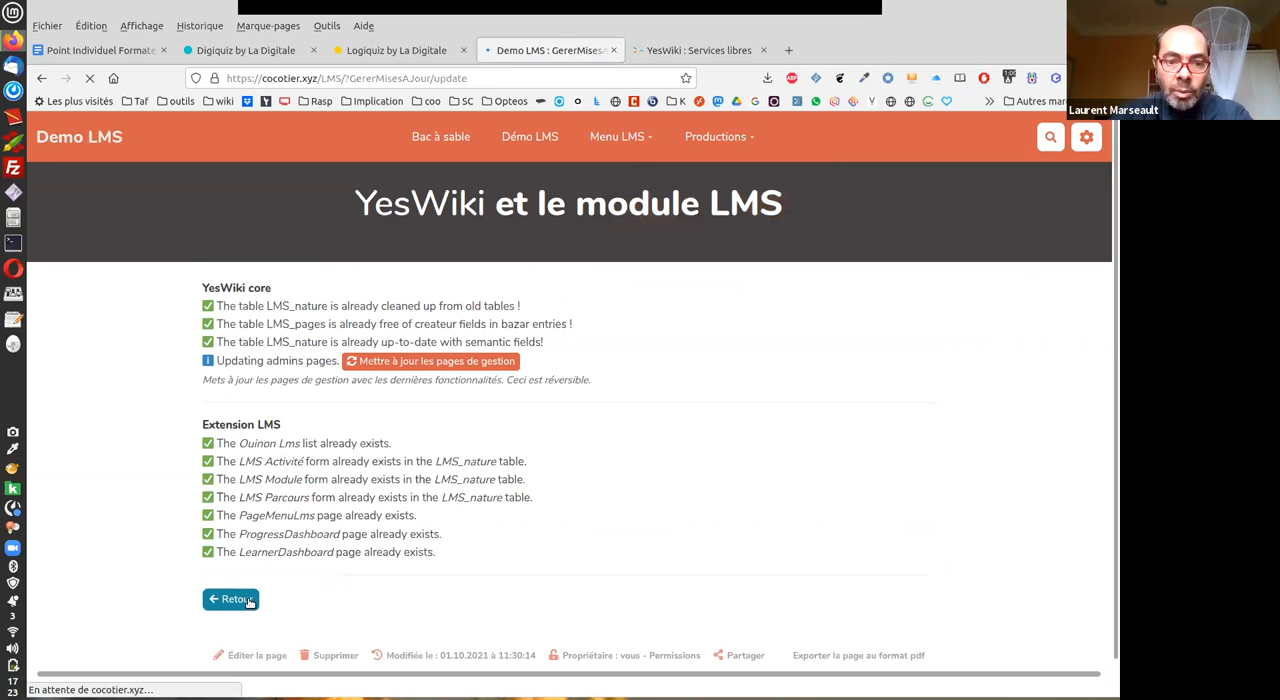 Fichier Édition Affichage Historique Marque-pages Outils Aide
Point Individuel Formate × Digiquiz by La Digitale × Logiquiz by La Digitale × Demo LMS : GererMisesA × YesWiki : Services libres × +
https://cocotier.xyz/LMS/?GererMisesAJour/update
Les plus visités Taf outils wiki Rasp Implication coo SC Opteos K Autres mar
Laurent Marseault
Demo LMS Bac à sable Démo LMS Menu LMS Productions
YesWiki et le module LMS
YesWiki core
The table LMS_nature is already cleaned up from old tables !
The table LMS_pages is already free of createur fields in bazar entries !
The table LMS_nature is already up-to-date with semantic fields!
Updating admins pages. Mettre à jour les pages de gestion
Mets à jour les pages de gestion avec les dernières fonctionnalités. Ceci est réversible.
Extension LMS
The Ouinon Lms list already exists.
The LMS Activité form already exists in the LMS_nature table.
The LMS Module form already exists in the LMS_nature table.
The LMS Parcours form already exists in the LMS_nature table.
The PageMenuLms page already exists.
The ProgressDashboard page already exists.
The LearnerDashboard page already exists.
Retour
Éditer la page Supprimer Modifiée le : 01.10.2021 à 11:30:14 Propriétaire : vous - Permissions Partager Exporter la page au format pdf
3
17
23
En attente de cocotier.xyz…